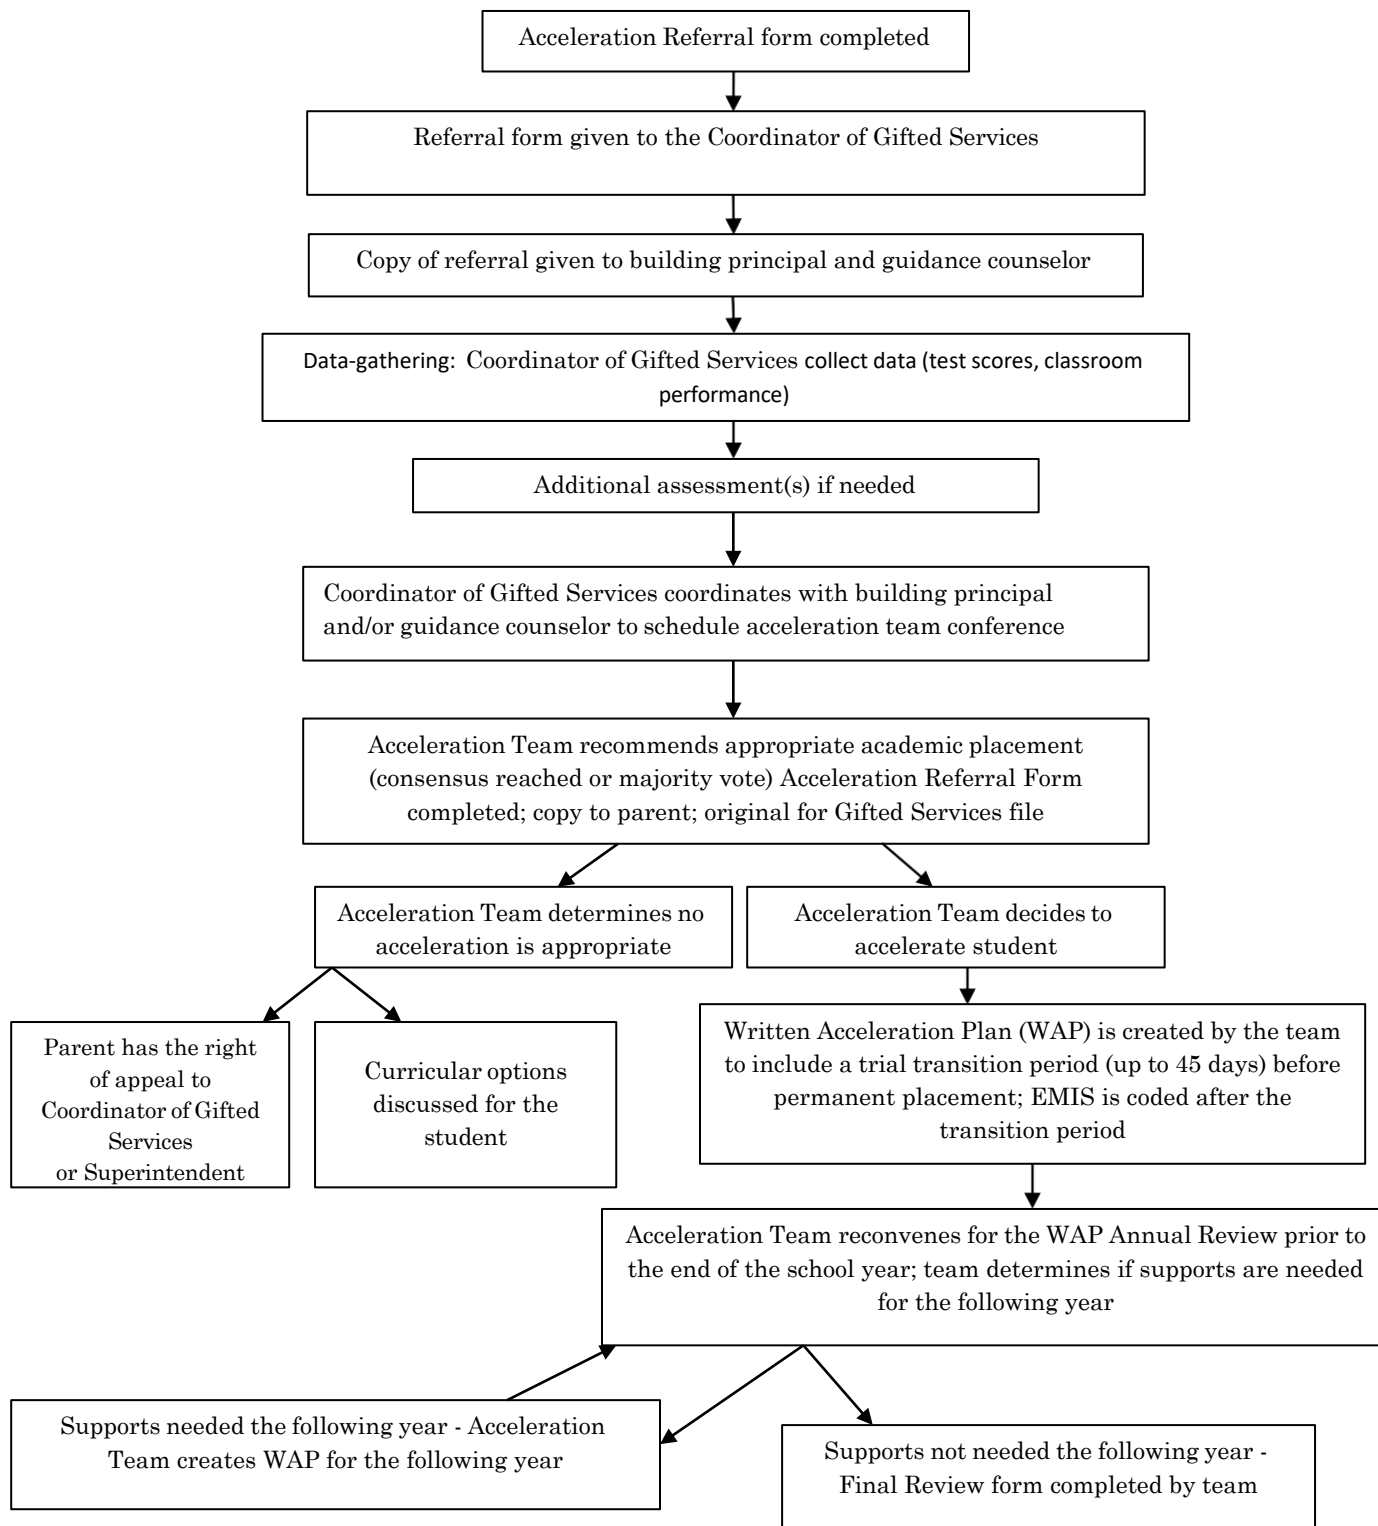 Acceleration Referral form completed
Referral form given to the Coordinator of Gifted Services
Copy of referral given to building principal and guidance counselor
Data-gathering: Coordinator of Gifted Services collect data (test scores, classroom
performance)
Additional assessment(s) if needed
Coordinator of Gifted Services coordinates with building principal
and/or guidance counselor to schedule acceleration team conference
Acceleration Team recommends appropriate academic placement
(consensus reached or majority vote) Acceleration Referral Form
completed; copy to parent; original for Gifted Services file
Acceleration Team determines no
acceleration is appropriate
Acceleration Team decides to
accelerate student
Parent has the right
of appeal to
Coordinator of Gifted
Services
or Superintendent
Curricular options
discussed for the
student
Written Acceleration Plan (WAP) is created by the team
to include a trial transition period (up to 45 days) before
permanent placement; EMIS is coded after the
transition period
Acceleration Team reconvenes for the WAP Annual Review prior to
the end of the school year; team determines if supports are needed
for the following year
Supports needed the following year - Acceleration
Team creates WAP for the following year
Supports not needed the following year -
Final Review form completed by team